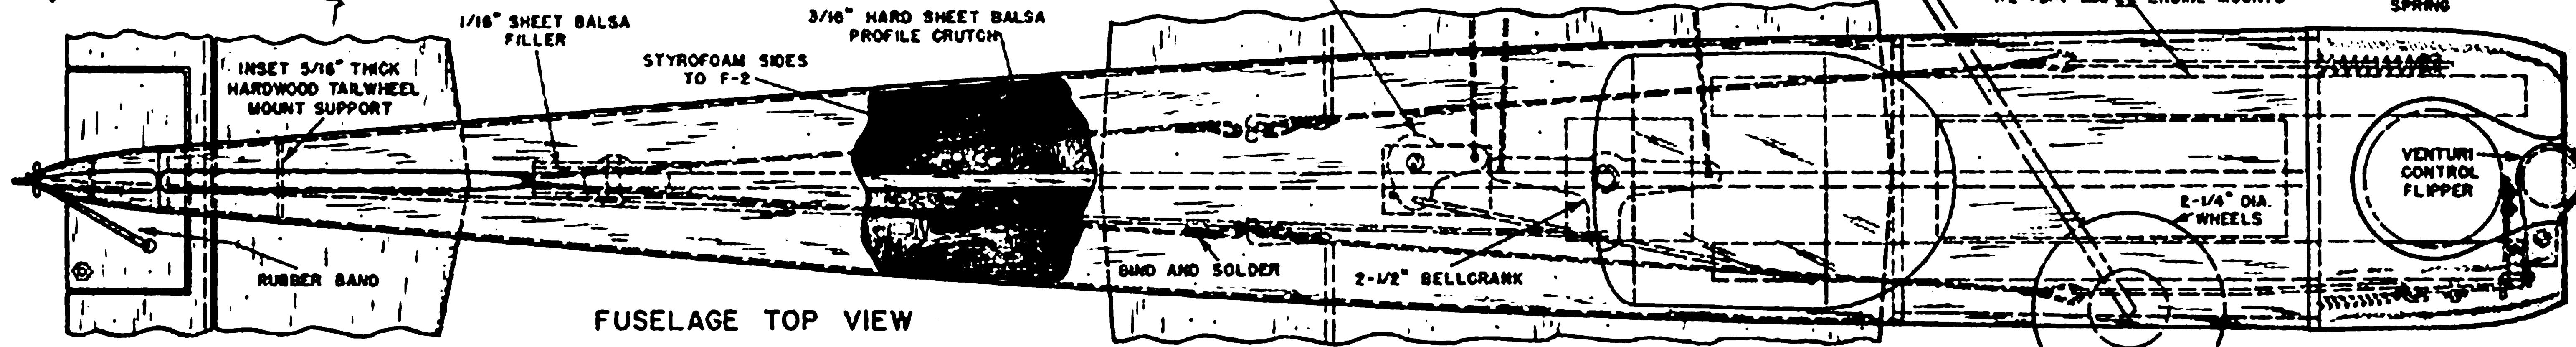 1/16" SHEET BALSA
FILLER
3/16" HARD SHEET BALSA
PROFILE CRUTCH
ENGINE MOUNTS
SPRING
STYROFOAM SIDES
TO F-2
INSET 5/16" THICK
HARDWOOD TAILWHEEL
MOUNT SUPPORT
VENTURI
CONTROL
FLIPPER
2-1/4" DIA.
WHEELS
RUBBER BAND
BIND AND SOLDER
2-1/2" BELLCRANK
FUSELAGE TOP VIEW